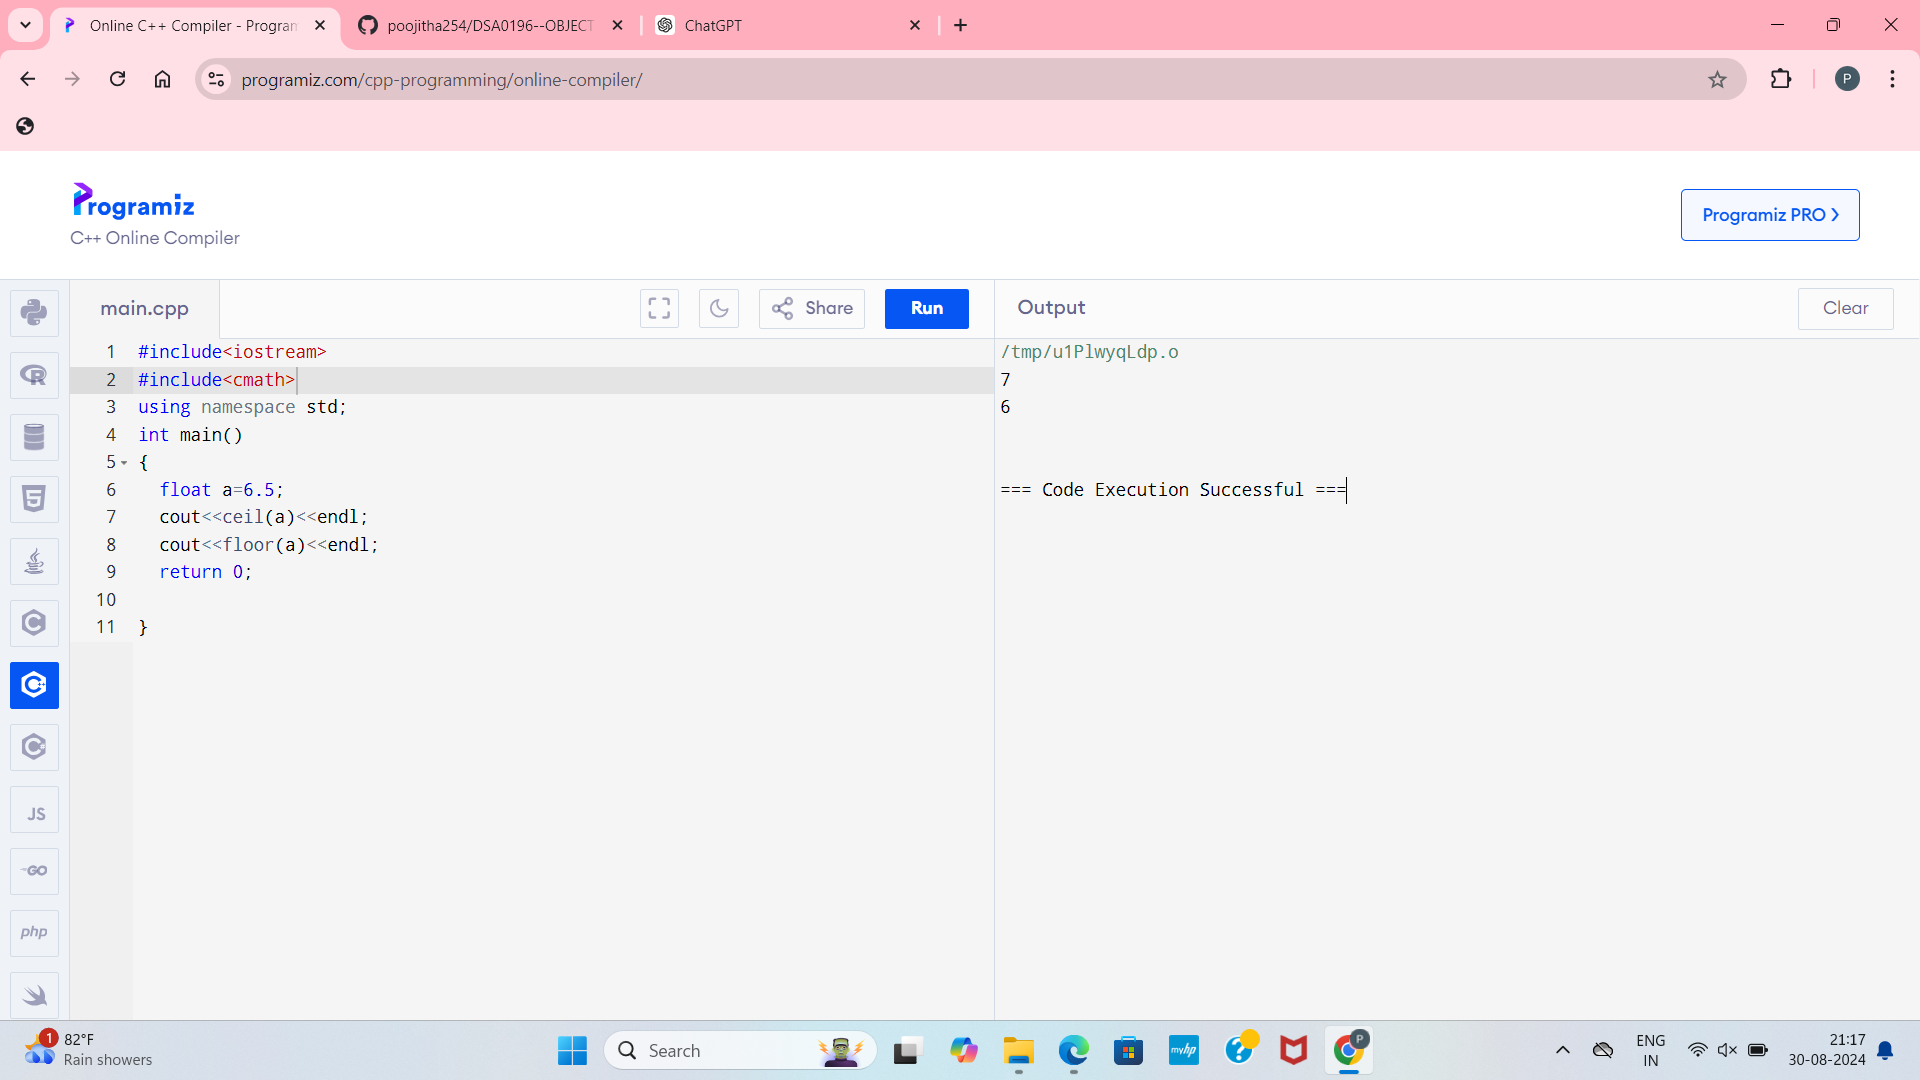 Online C++ Compiler - Program
poojitha254/DSA0196--OBJECT
ChatGPT
programiz.com/cpp-programming/online-compiler/
P
Programiz
C++ Online Compiler
Programiz PRO
main.cpp
Share
Run
Output
Clear
1 #include<iostream>
2 #include<cmath>
3 using namespace std;
4 int main()
5 {
6 float a=6.5;
7 cout<<ceil(a)<<endl;
8 cout<<floor(a)<<endl;
9 return 0;
10
11 }
/tmp/u1PlwyqLdp.o
7
6
=== Code Execution Successful ===
R
5
C
C++
C#
JS
GO
php
1
82°F
Rain showers
Search
myhp
?
P
ENG
IN
21:17
30-08-2024